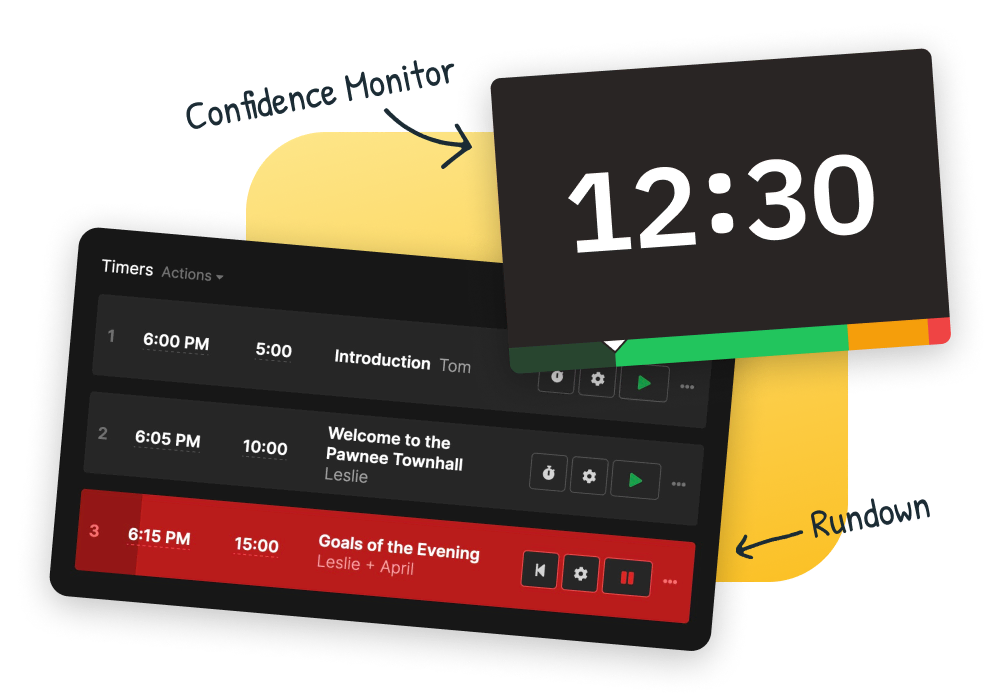 Confidence Monitor
12:30
Timers Actions
1 6:00 PM 5:00 Introduction Tom
2 6:05 PM 10:00 Welcome to the
Pawnee Townhall
Leslie
3 6:15 PM 15:00 Goals of the Evening
Leslie + April
Rundown